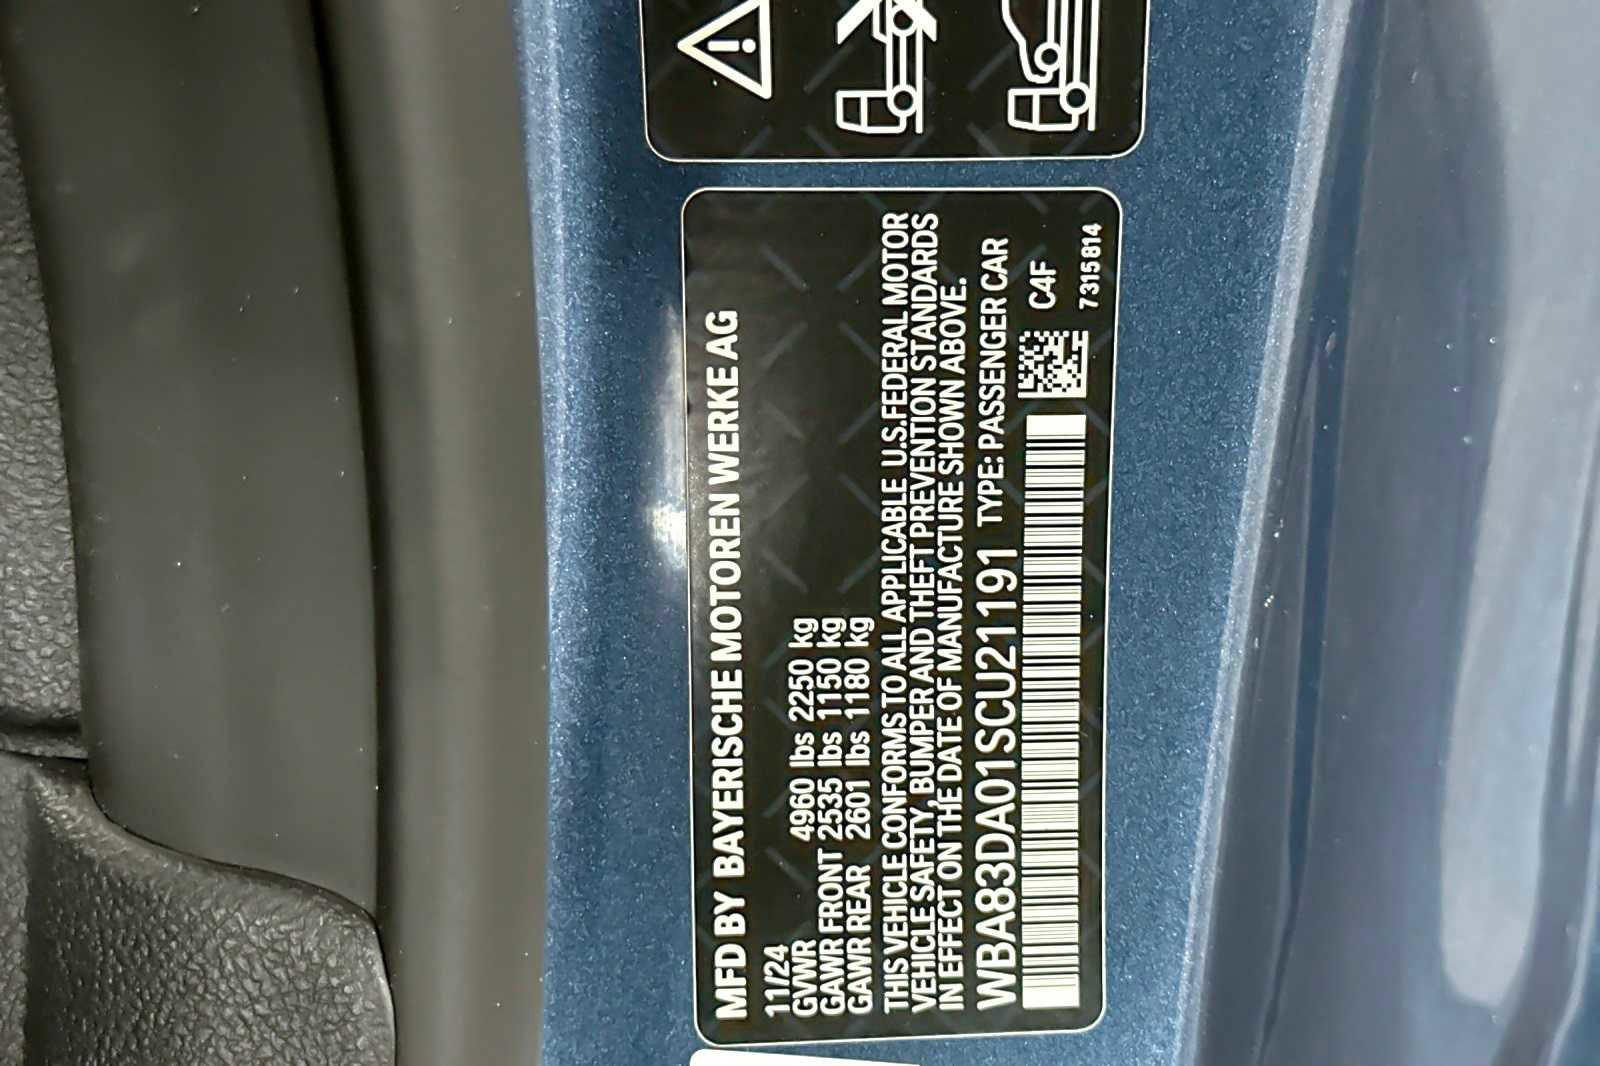 MFD BY BAYERISCHE MOTOREN WERKE AG
11/24
GVWR 4960 lbs 2250 kg
GAWR FRONT 2535 lbs 1150 kg
GAWR REAR 2601 lbs 1180 kg
THIS VEHICLE CONFORMS TO ALL APPLICABLE U.S. FEDERAL MOTOR
VEHICLE SAFETY, BUMPER AND THEFT PREVENTION STANDARDS
IN EFFECT ON THE DATE OF MANUFACTURE SHOWN ABOVE.
WBA83DA01SCU21191 TYPE: PASSENGER CAR
C4F
7315814